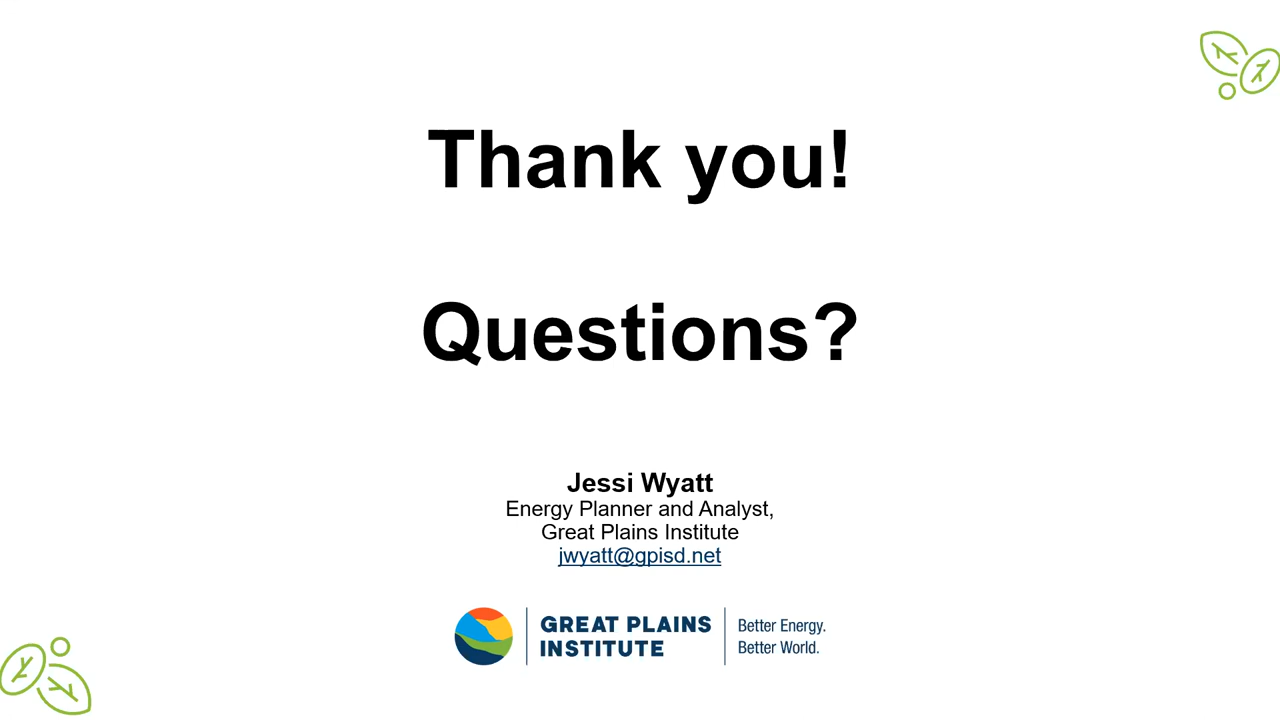 Thank you!
Questions?
Jessi Wyatt
Energy Planner and Analyst,
Great Plains Institute
jwyatt@gpisd.net
GREAT PLAINS
INSTITUTE
Better Energy.
Better World.